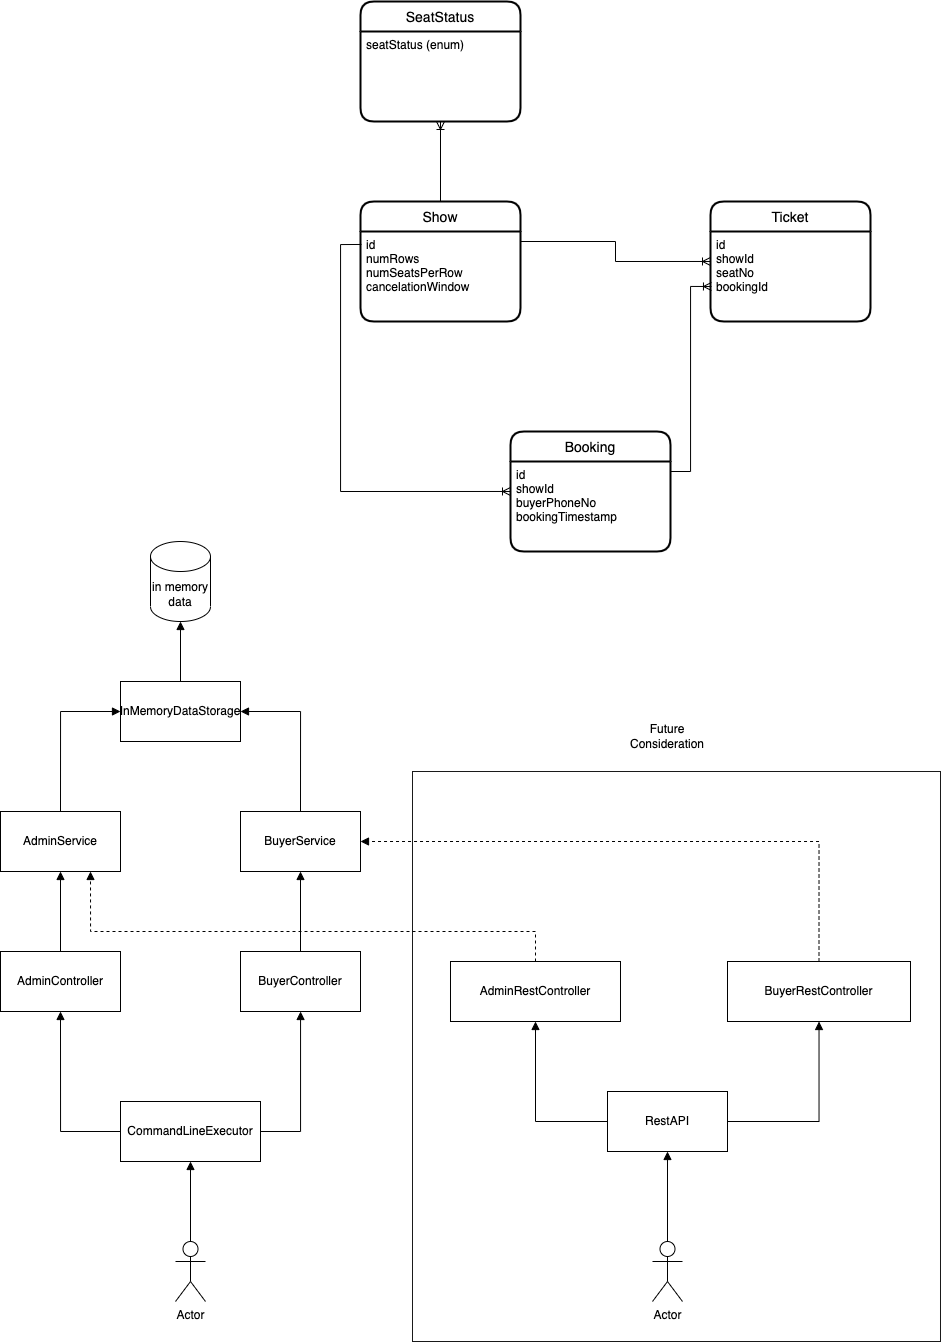 SeatStatus
seatStatus (enum)
Show
id
numRows
numSeatsPerRow
cancelationWindow
Ticket
id
showId
seatNo
bookingId
Booking
id
showId
buyerPhoneNo
bookingTimestamp
in memory
data
InMemoryDataStorage
Future
Consideration
AdminService
BuyerService
AdminController
BuyerController
AdminRestController
BuyerRestController
CommandLineExecutor
RestAPI
Actor
Actor